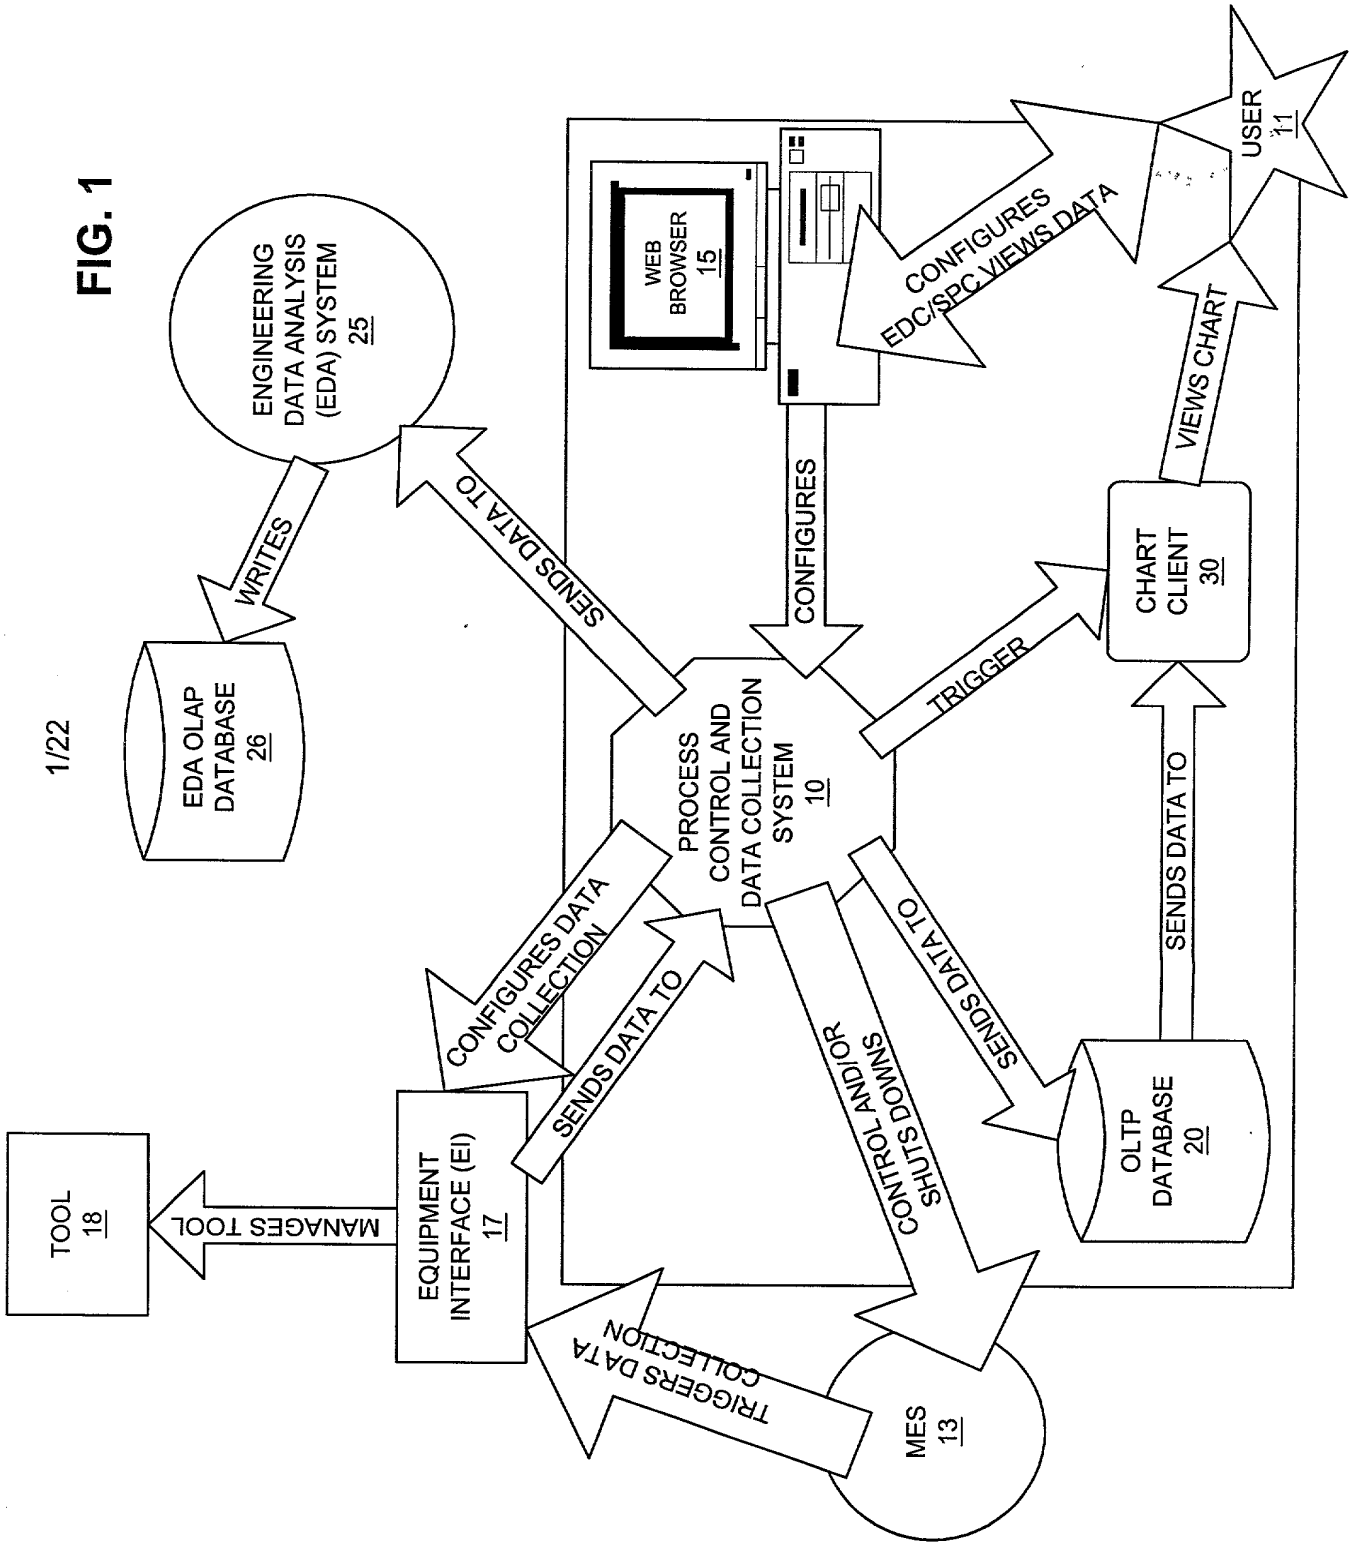 1/22
FIG. 1
TOOL
18
MANAGES TOOL
EQUIPMENT
INTERFACE (EI)
17
EDA OLAP
DATABASE
26
WRITES
ENGINEERING
DATA ANALYSIS
(EDA) SYSTEM
25
CONFIGURES DATA
COLLECTION
SENDS DATA TO
SENDS DATA TO
TRIGGERS DATA
COLLECTION
PROCESS
CONTROL AND
DATA COLLECTION
SYSTEM
10
CONFIGURES
WEB
BROWSER
15
MES
13
CONTROL AND/OR
SHUTS DOWNS
SENDS DATA TO
TRIGGER
CONFIGURES
EDC/SPC VIEWS DATA
OLTP
DATABASE
20
SENDS DATA TO
CHART
CLIENT
30
VIEWS CHART
USER
11